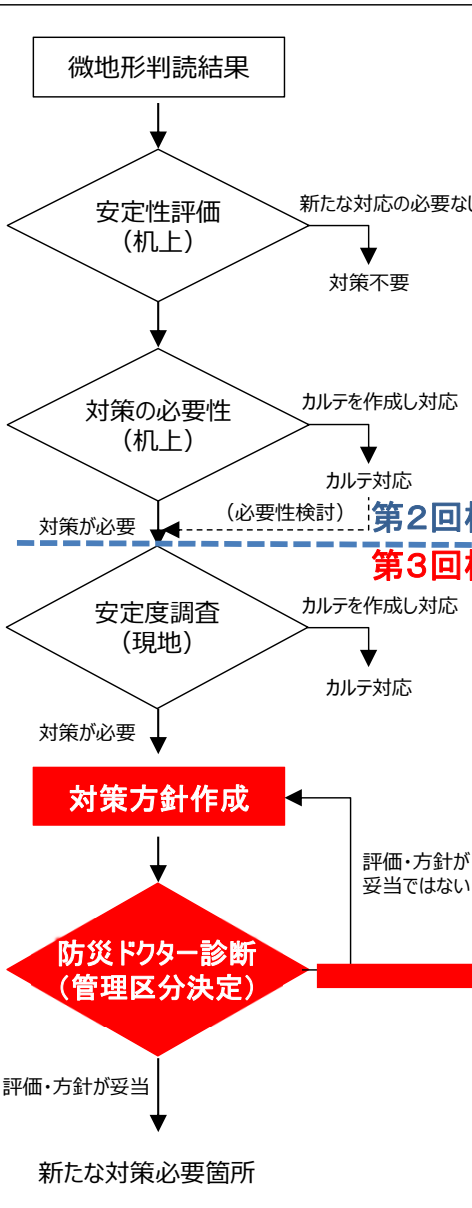 微地形判読結果
安定性評価
（机上）
新たな対応の必要なし
対策不要
対策の必要性
（机上）
カルテを作成し対応
カルテ対応
（必要性検討）
対策が必要
第２回
第３回
安定度調査
（現地）
カルテを作成し対応
カルテ対応
対策が必要
対策方針作成
評価・方針が
妥当ではない
防災ドクター診断
（管理区分決定）
評価・方針が妥当
新たな対策必要箇所